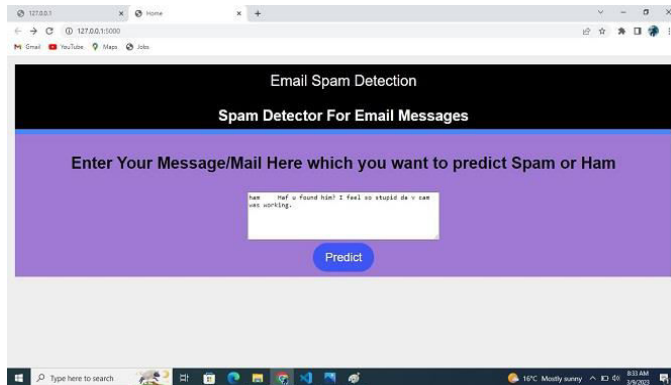 127.0.0.1
Home
127.0.0.1:5000
Gmail YouTube Maps Jobs
Email Spam Detection
Spam Detector For Email Messages
Enter Your Message/Mail Here which you want to predict Spam or Ham
ham Haf u found him? I feel so stupid da v cam
was working.
Predict
Type here to search
16°C Mostly sunny
8:33 AM
3/9/2023